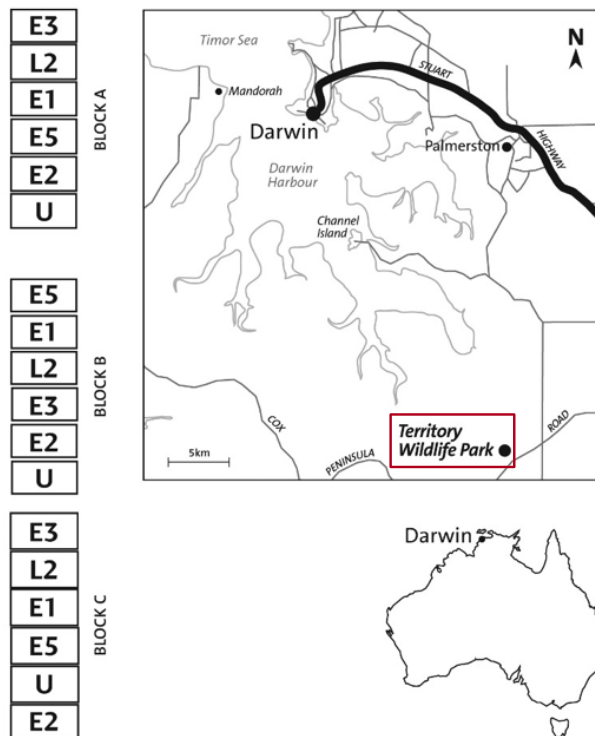 E3
L2
E1
E5
E2
U
BLOCK A
E5
E1
L2
E3
E2
U
BLOCK B
E3
L2
E1
E5
U
E2
BLOCK C
Timor Sea
N
STUART
Mandorah
Darwin
HIGHWAY
Palmerston
Darwin
Harbour
Channel
Island
COX
Territory
Wildlife Park
ROAD
5km
PENINSULA
Darwin